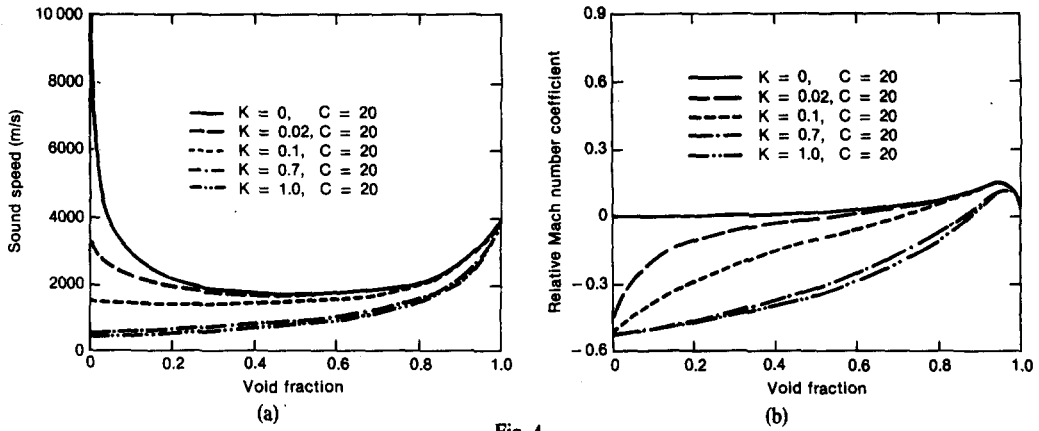 10000
8000
6000
4000
2000
0
Sound speed (m/s)
K = 0, C = 20
K = 0.02, C = 20
K = 0.1, C = 20
K = 0.7, C = 20
K = 1.0, C = 20
0 0.2 0.4 0.6 0.8 1.0
Void fraction
(a)
0.9
0.6
0.3
0
-0.3
-0.6
Relative Mach number coefficient
K = 0, C = 20
K = 0.02, C = 20
K = 0.1, C = 20
K = 0.7, C = 20
K = 1.0, C = 20
0 0.2 0.4 0.6 0.8 1.0
Void fraction
(b)
Fig. 4